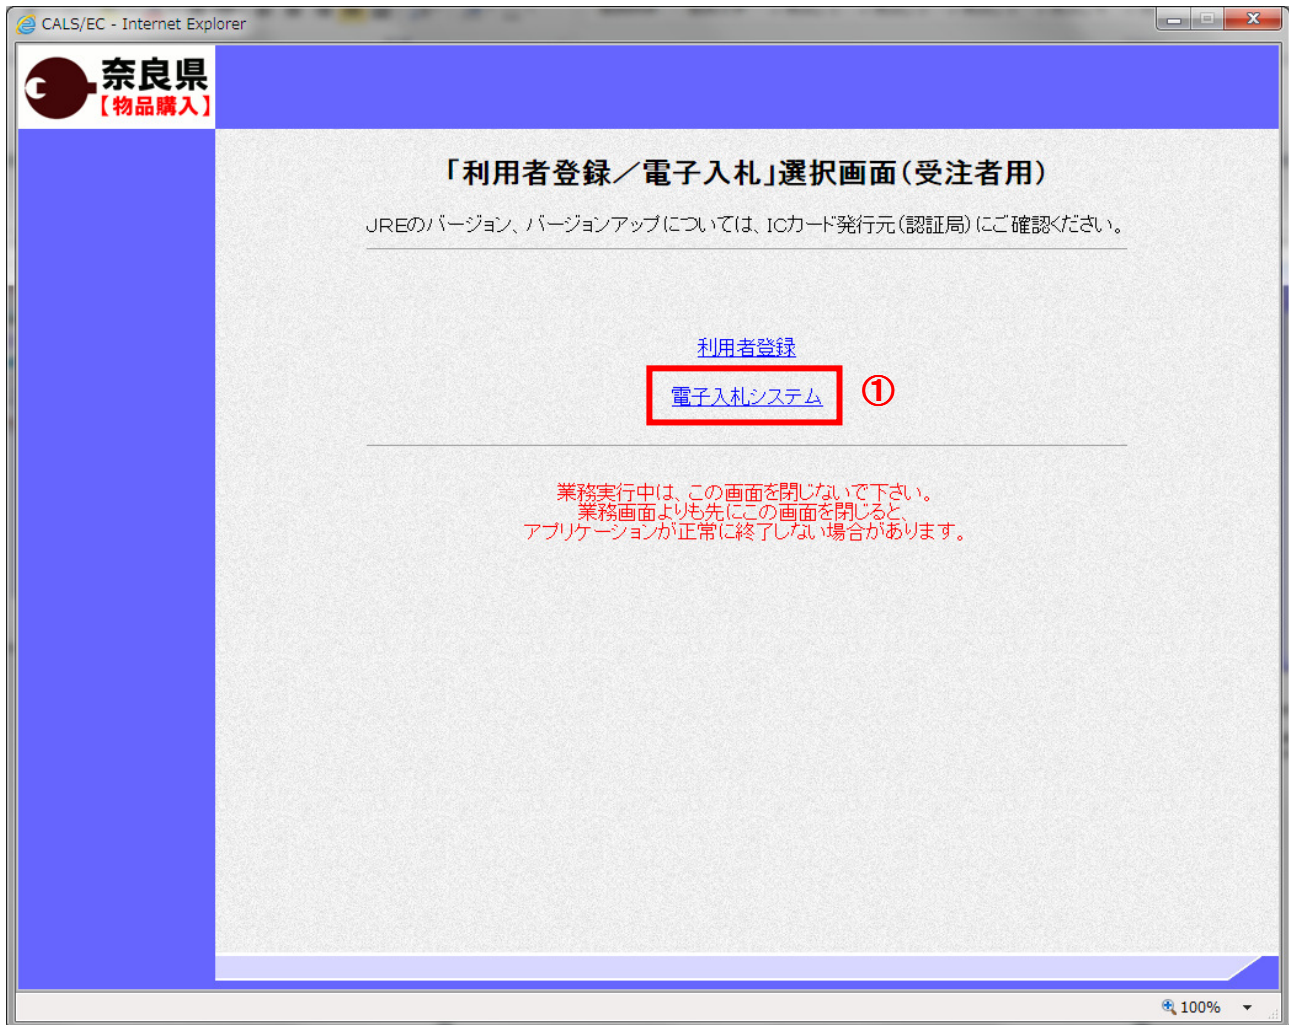 CALS/EC - Internet Explorer
奈良県
【物品購入】
「利用者登録／電子入札」選択画面(受注者用)
JREのバージョン、バージョンアップについては、ICカード発行元(認証局)にご確認ください。
利用者登録
電子入札システム
①
業務実行中は、この画面を閉じないで下さい。
業務画面よりも先にこの画面を閉じると、
アプリケーションが正常に終了しない場合があります。
100%